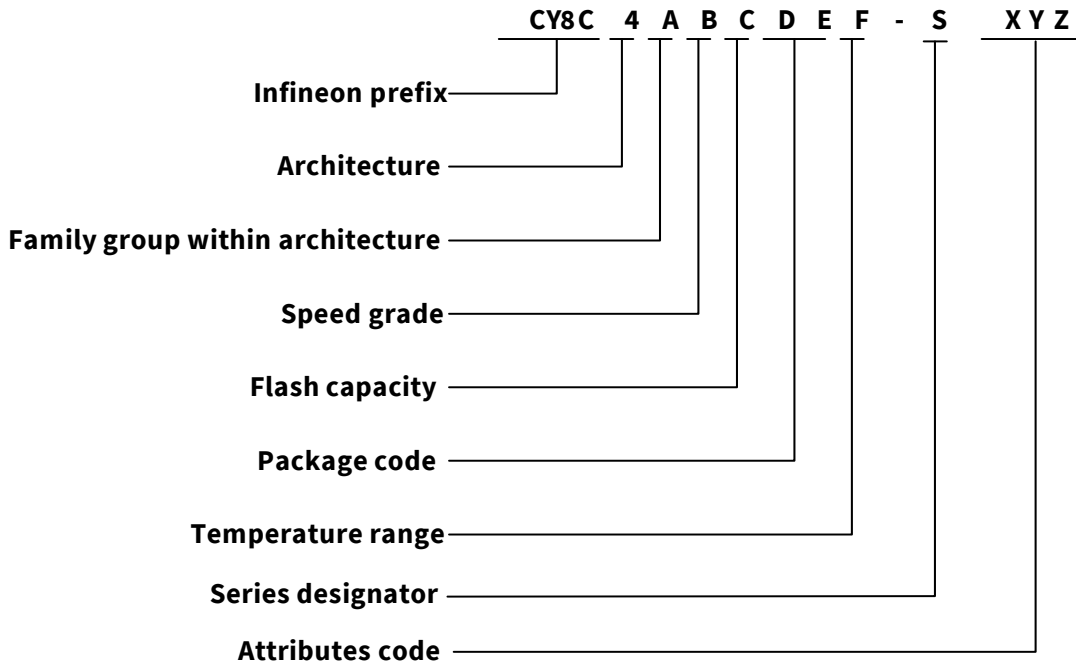 CY8C 4 A B C D E F - S X Y Z
Infineon prefix
Architecture
Family group within architecture
Speed grade
Flash capacity
Package code
Temperature range
Series designator
Attributes code